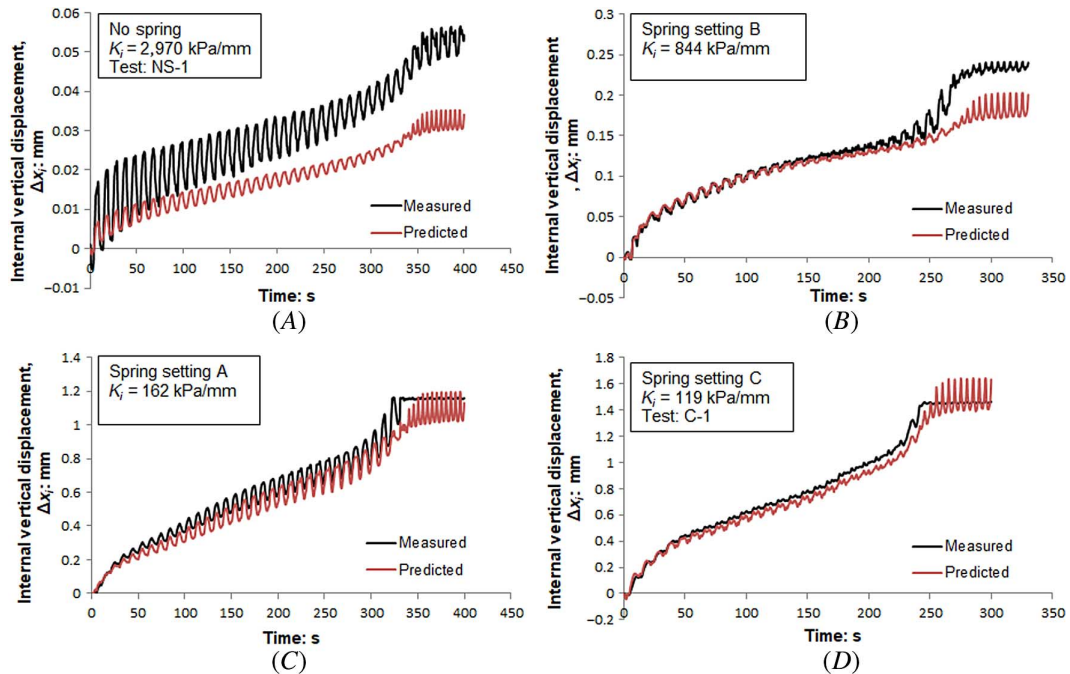 No spring
Kᵢ = 2,970 kPa/mm
Test: NS-1
Internal vertical displacement,
Δxᵢ: mm
0.06
0.05
0.04
0.03
0.02
0.01
0
−0.01
0 50 100 150 200 250 300 350 400 450
Measured
Predicted
Time: s
(A)
Spring setting B
Kᵢ = 844 kPa/mm
Internal vertical displacement
, Δxᵢ: mm
0.3
0.25
0.2
0.15
0.1
0.05
0
−0.05
0 50 100 150 200 250 300 350
Measured
Predicted
Time: s
(B)
Spring setting A
Kᵢ = 162 kPa/mm
Internal vertical displacement,
Δxᵢ: mm
1.4
1.2
1
0.8
0.6
0.4
0.2
0
0 50 100 150 200 250 300 350 400 450
Measured
Predicted
Time: s
(C)
Spring setting C
Kᵢ = 119 kPa/mm
Test: C-1
Internal vertical displacement,
Δxᵢ: mm
1.8
1.6
1.4
1.2
1
0.8
0.6
0.4
0.2
0
−0.2
0 50 100 150 200 250 300 350
Measured
Predicted
Time: s
(D)